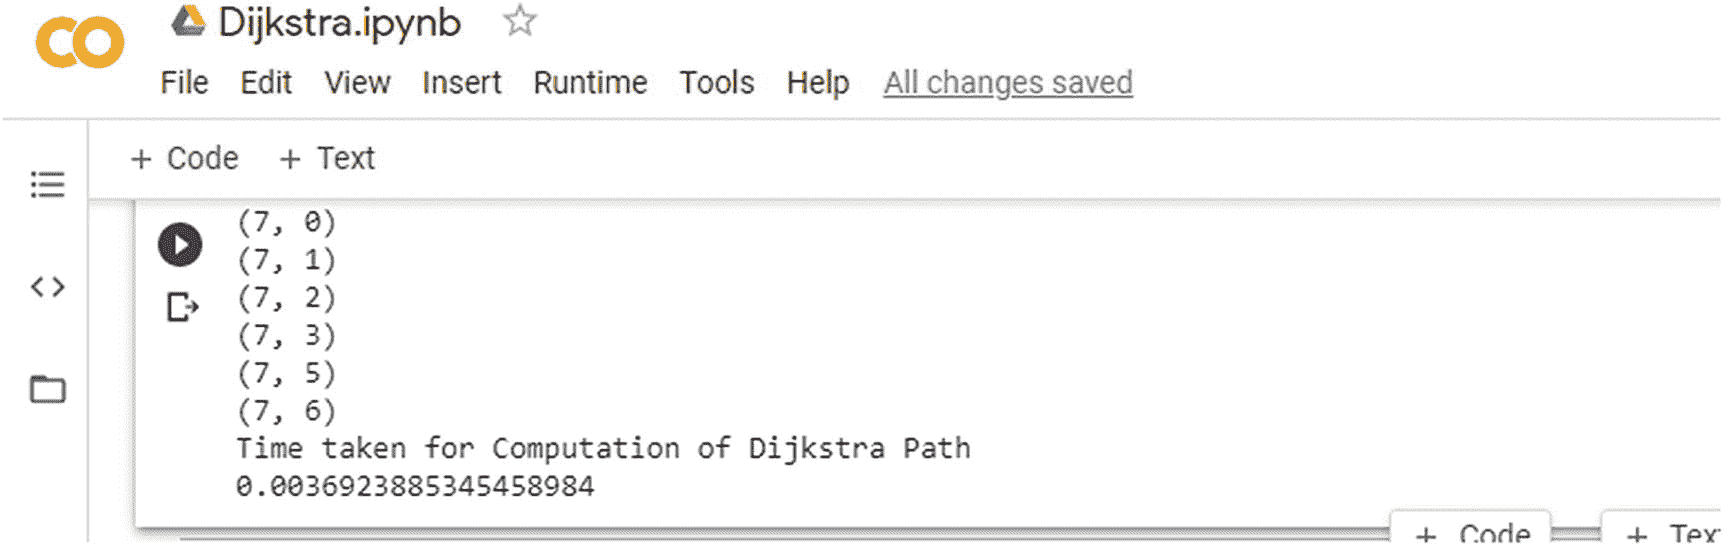 CO
Dijkstra.ipynb
File Edit View Insert Runtime Tools Help All changes saved
+ Code + Text
(7, 0)
(7, 1)
(7, 2)
(7, 3)
(7, 5)
(7, 6)
Time taken for Computation of Dijkstra Path
0.0036923885345458984
+ Code + Tex